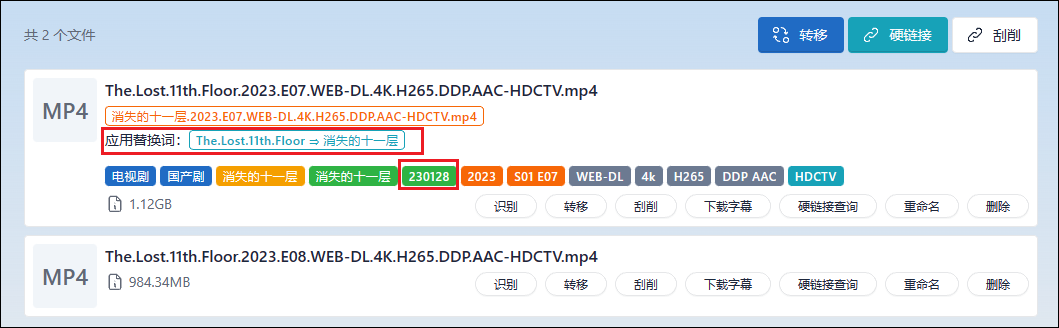 共 2 个文件
转移
硬链接
刮削
MP4
The.Lost.11th.Floor.2023.E07.WEB-DL.4K.H265.DDP.AAC-HDCTV.mp4
消失的十一层.2023.E07.WEB-DL.4K.H265.DDP.AAC-HDCTV.mp4
应用替换词： The.Lost.11th.Floor ⇒ 消失的十一层
电视剧 国产剧 消失的十一层 消失的十一层 230128 2023 S01 E07 WEB-DL 4k H265 DDP AAC HDCTV
1.12GB
识别 转移 刮削 下载字幕 硬链接查询 重命名 删除
MP4
The.Lost.11th.Floor.2023.E08.WEB-DL.4K.H265.DDP.AAC-HDCTV.mp4
984.34MB
识别 转移 刮削 下载字幕 硬链接查询 重命名 删除